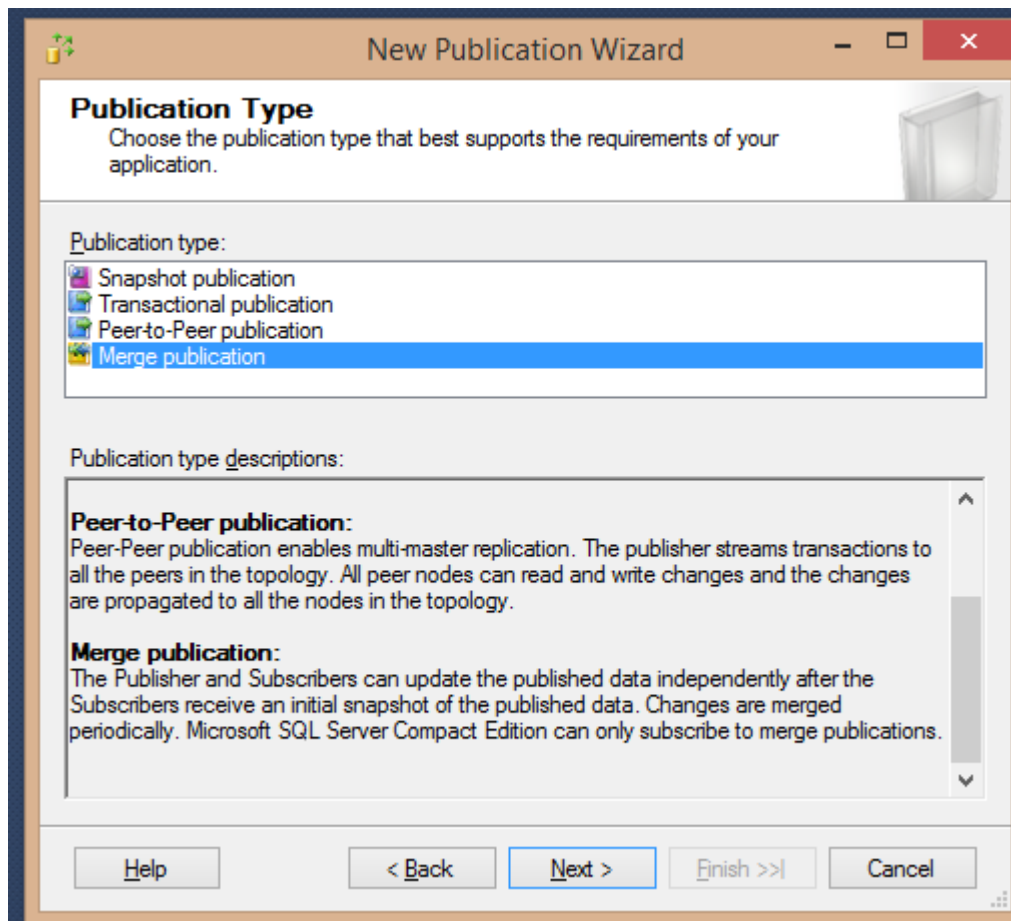 New Publication Wizard
Publication Type
Choose the publication type that best supports the requirements of your
application.
Publication type:
Snapshot publication
Transactional publication
Peer-to-Peer publication
Merge publication
Publication type descriptions:
Peer-to-Peer publication:
Peer-Peer publication enables multi-master replication. The publisher streams transactions to
all the peers in the topology. All peer nodes can read and write changes and the changes
are propagated to all the nodes in the topology.
Merge publication:
The Publisher and Subscribers can update the published data independently after the
Subscribers receive an initial snapshot of the published data. Changes are merged
periodically. Microsoft SQL Server Compact Edition can only subscribe to merge publications.
Help < Back Next > Finish >>| Cancel